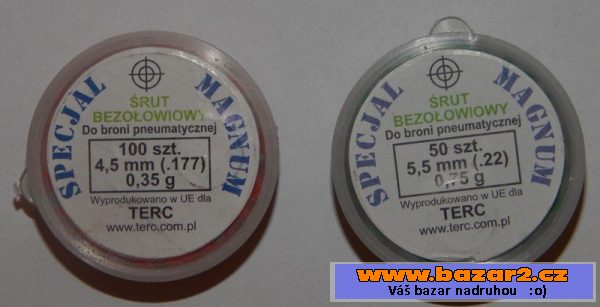 SPECJAL MAGNUM
ŚRUT
BEZOŁOWIOWY
Do broni pneumatycznej
100 szt.
4,5 mm (.177)
0,35 g
Wyprodukowano w UE dla
TERC
www.terc.com.pl
SPECJAL MAGNUM
ŚRUT
BEZOŁOWIOWY
Do broni pneumatycznej
50 szt.
5,5 mm (.22)
0,75 g
Wyprodukowano w UE dla
TERC
www.terc.com.pl
www.bazar2.cz
Váš bazar nadruhou :o)